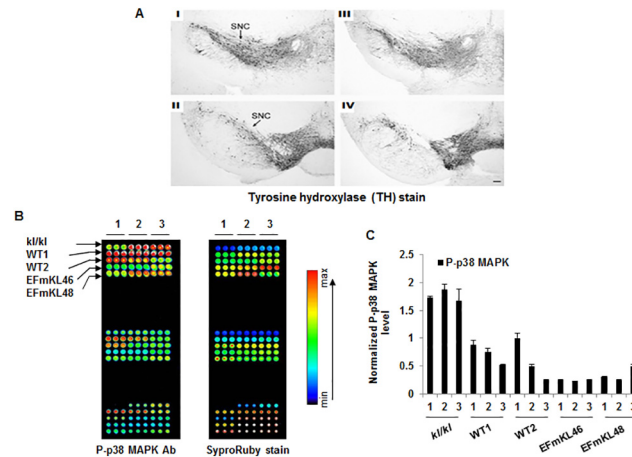 A
I
III
SNC
II
IV
SNC
Tyrosine hydroxylase (TH) stain
B
1 2 3
1 2 3
kl/kl
WT1
WT2
EFmKL46
EFmKL48
max
min
P-p38 MAPK Ab
SyproRuby stain
C
P-p38 MAPK
Normalized P-p38 MAPK
level
2.5
2
1.5
1
0.5
0
1 2 3 1 2 3 1 2 3 1 2 3 1 2 3
kl/kl WT1 WT2 EFmKL46 EFmKL48